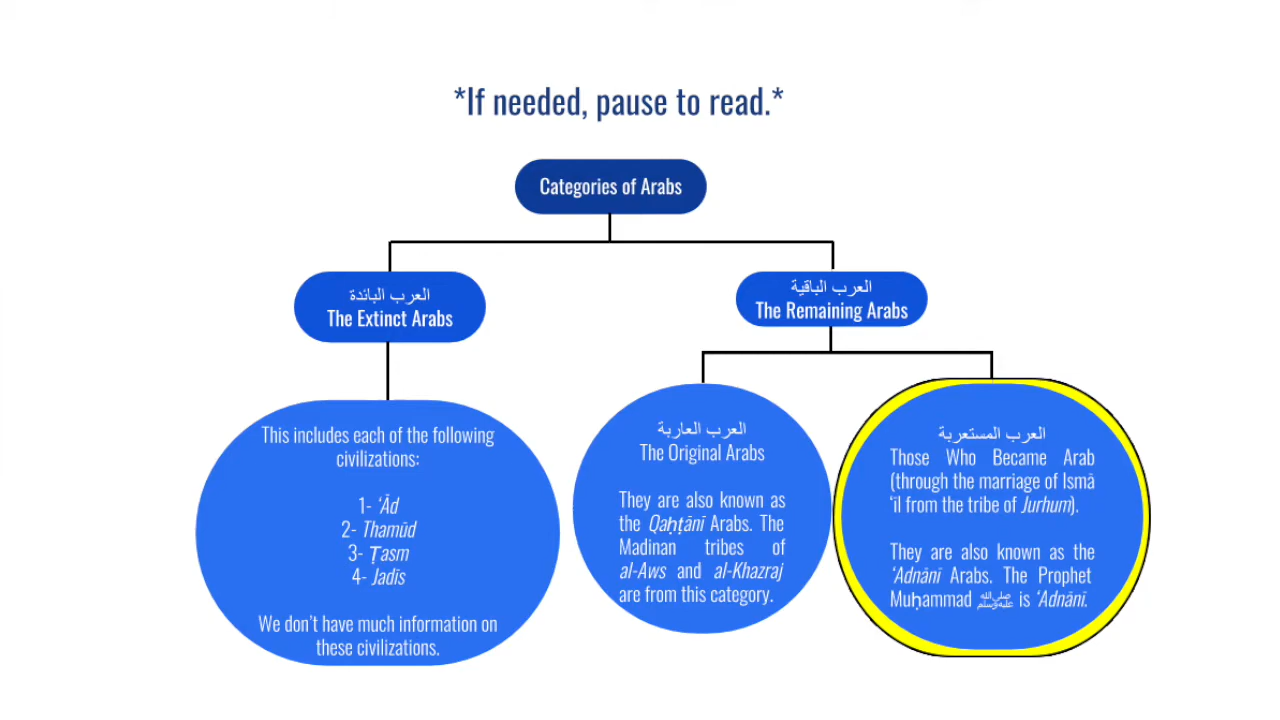 *If needed, pause to read.*
Categories of Arabs
العرب البائدة
The Extinct Arabs
العرب الباقية
The Remaining Arabs
This includes each of the following
civilizations:
1- ‘Ād
2- Thamūd
3- Ṭasm
4- Jadīs
We don’t have much information on
these civilizations.
العرب العاربة
The Original Arabs
They are also known as
the Qaḥṭānī Arabs. The
Madinan tribes of
al-Aws and al-Khazraj
are from this category.
العرب المستعربة
Those Who Became Arab
(through the marriage of Ismā
‘īl from the tribe of Jurhum).
They are also known as the
‘Adnānī Arabs. The Prophet
Muḥammad ﷺ is ‘Adnānī.